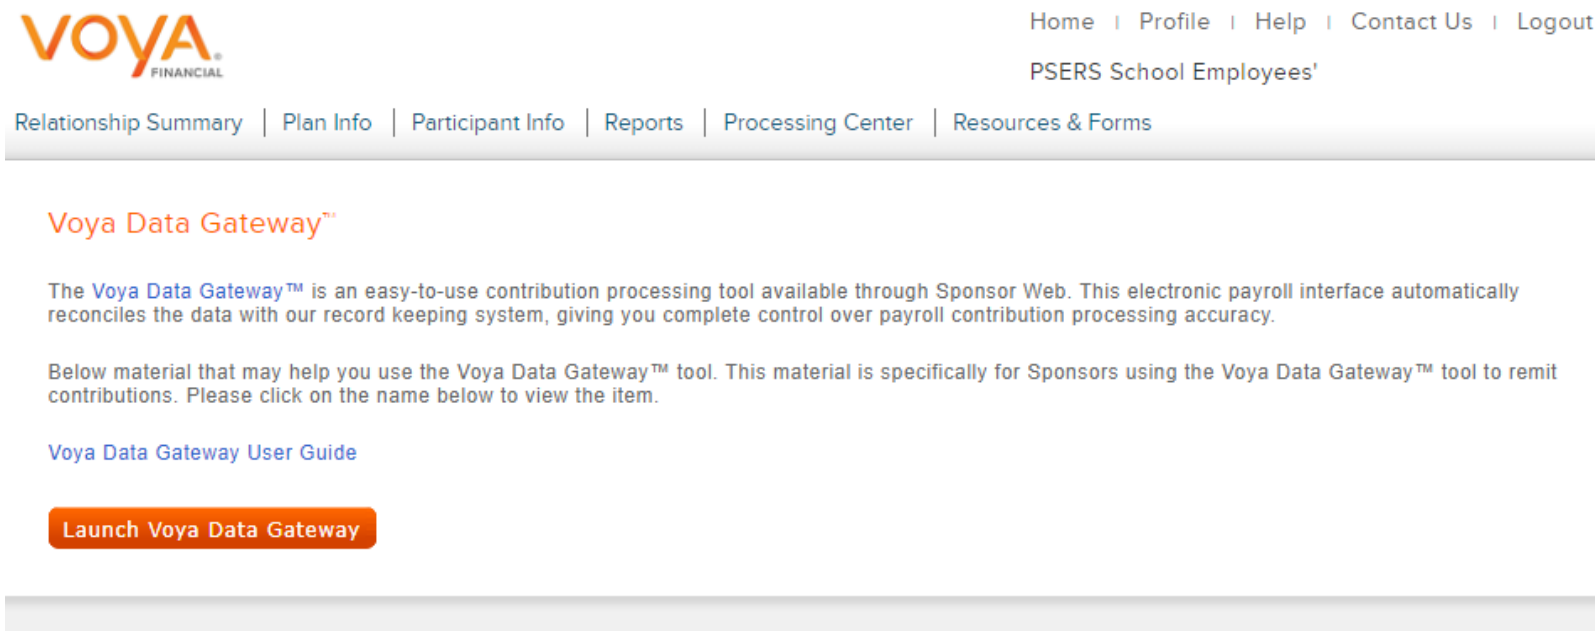 VOYA®
FINANCIAL
Home | Profile | Help | Contact Us | Logout
PSERS School Employees'
Relationship Summary | Plan Info | Participant Info | Reports | Processing Center | Resources & Forms
Voya Data Gateway™
The Voya Data Gateway™ is an easy-to-use contribution processing tool available through Sponsor Web. This electronic payroll interface automatically
reconciles the data with our record keeping system, giving you complete control over payroll contribution processing accuracy.
Below material that may help you use the Voya Data Gateway™ tool. This material is specifically for Sponsors using the Voya Data Gateway™ tool to remit
contributions. Please click on the name below to view the item.
Voya Data Gateway User Guide
Launch Voya Data Gateway